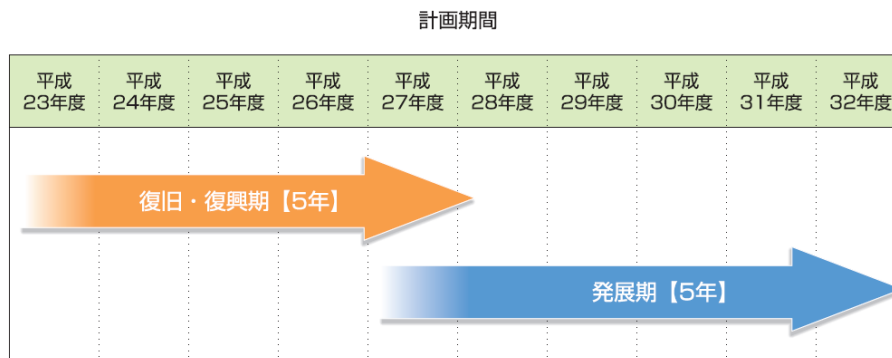 計画期間
平成
23年度
平成
24年度
平成
25年度
平成
26年度
平成
27年度
平成
28年度
平成
29年度
平成
30年度
平成
31年度
平成
32年度
復旧・復興期【5年】
発展期【5年】